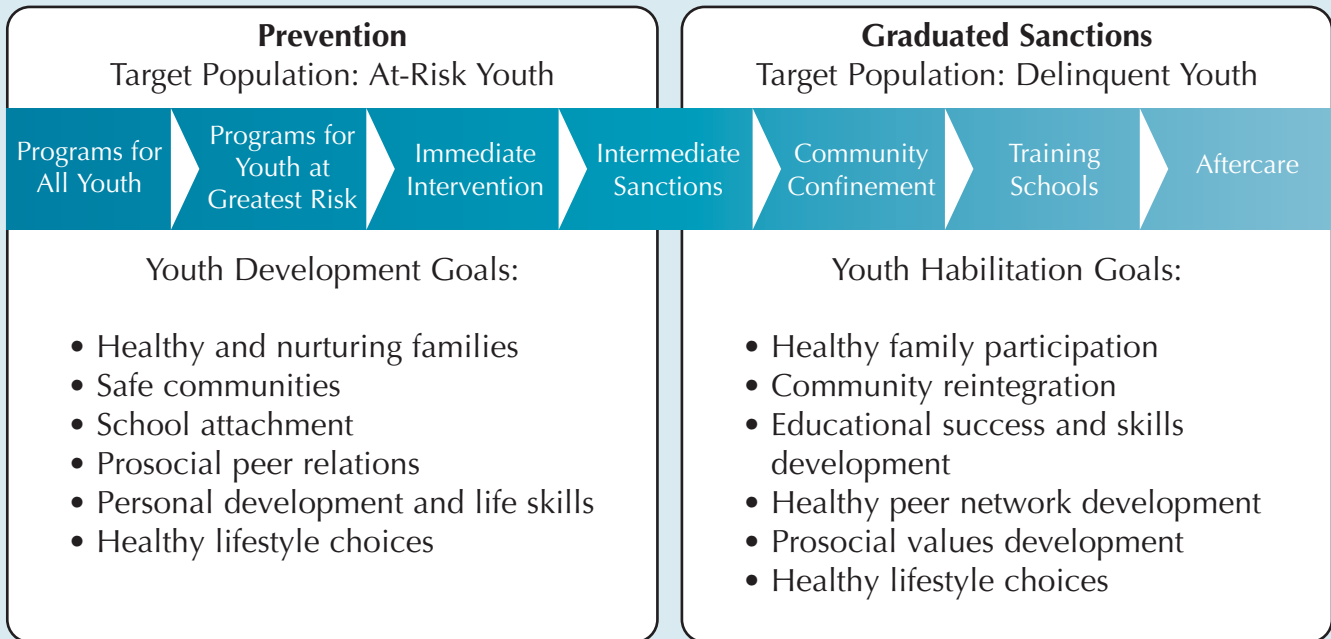 Prevention
Target Population: At-Risk Youth
Graduated Sanctions
Target Population: Delinquent Youth
Programs for
All Youth
Programs for
Youth at
Greatest Risk
Immediate
Intervention
Intermediate
Sanctions
Community
Confinement
Training
Schools
Aftercare
Youth Development Goals:
• Healthy and nurturing families
• Safe communities
• School attachment
• Prosocial peer relations
• Personal development and life skills
• Healthy lifestyle choices
Youth Habilitation Goals:
• Healthy family participation
• Community reintegration
• Educational success and skills
development
• Healthy peer network development
• Prosocial values development
• Healthy lifestyle choices